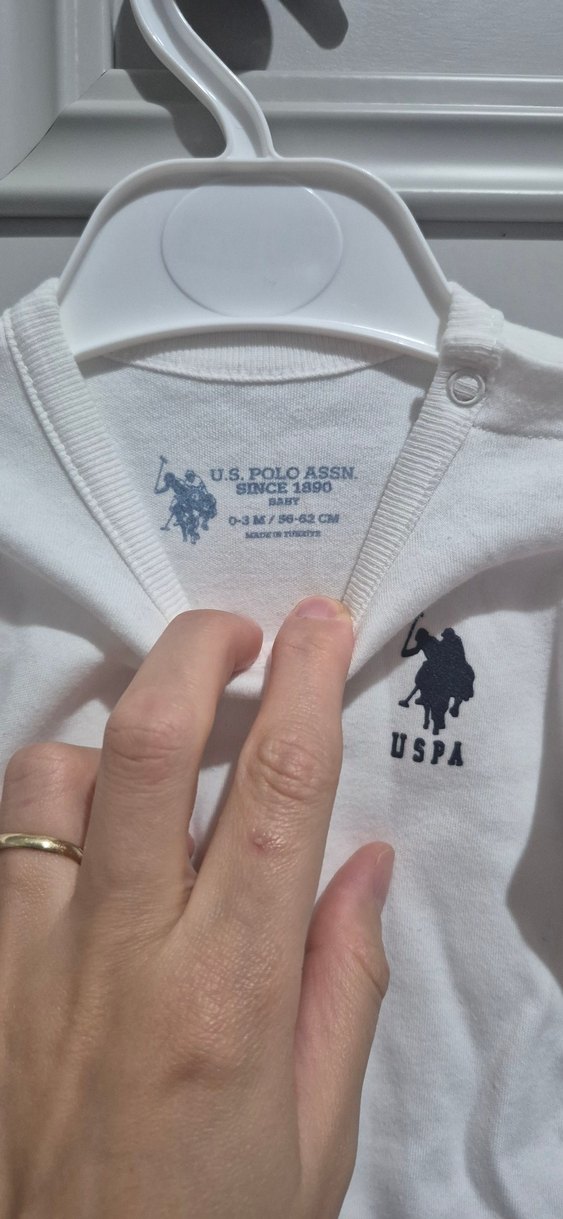 U.S. POLO ASSN.
SINCE 1890
BABY
0-3 M / 56-62 CM
MADE IN TÜRKİYE
USPA